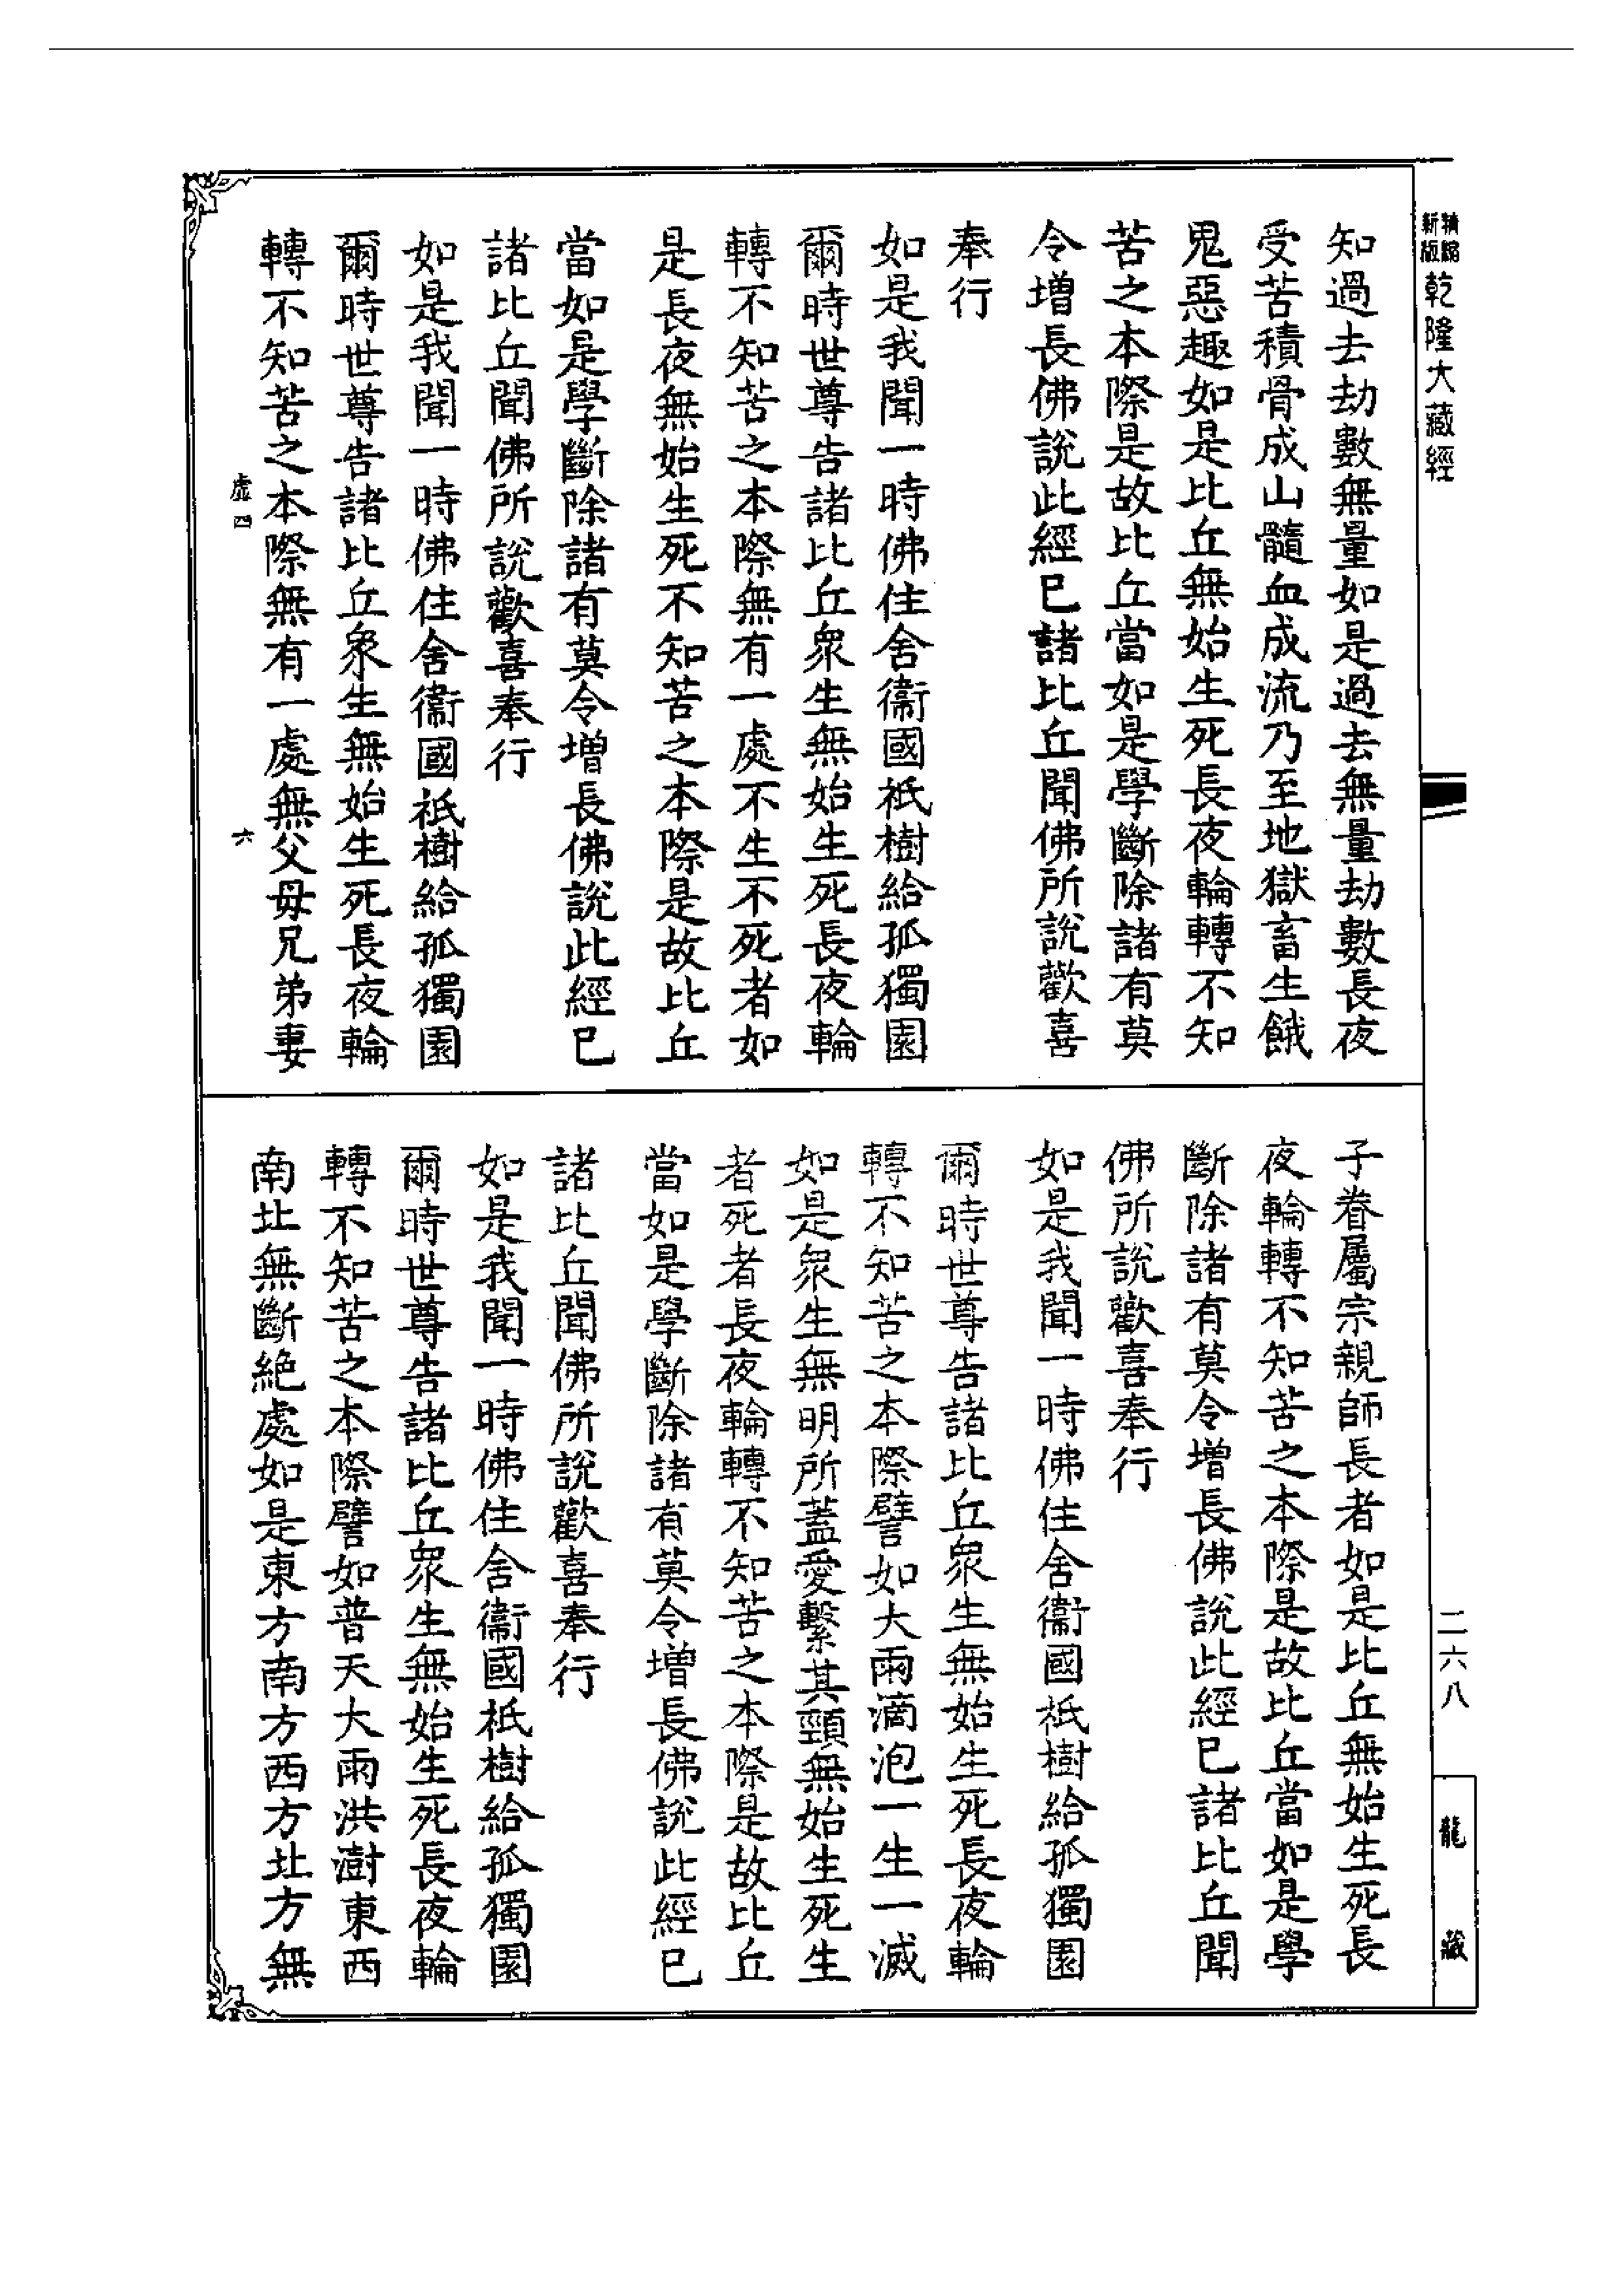 精縮新版乾隆大藏經
知過去劫數無量如是過去無量劫數長夜
受苦積骨成山髓血成流乃至地獄畜生餓
鬼惡趣如是比丘無始生死長夜輪轉不知
苦之本際是故比丘當如是學斷除諸有莫
令增長佛說此經已諸比丘聞佛所說歡喜
奉行
如是我聞一時佛住舍衞國祇樹給孤獨園
爾時世尊告諸比丘眾生無始生死長夜輪
轉不知苦之本際無有一處不生不死者如
是長夜無始生死不知苦之本際是故比丘
當如是學斷除諸有莫令增長佛說此經已
諸比丘聞佛所說歡喜奉行
如是我聞一時佛住舍衞國祇樹給孤獨園
爾時世尊告諸比丘眾生無始生死長夜輪
轉不知苦之本際無有一處無父母兄弟妻
虛四 六
子眷屬宗親師長者如是比丘無始生死長
夜輪轉不知苦之本際是故比丘當如是學
斷除諸有莫令增長佛說此經已諸比丘聞
佛所說歡喜奉行
如是我聞一時佛住舍衞國祇樹給孤獨園
爾時世尊告諸比丘眾生無始生死長夜輪
轉不知苦之本際譬如大雨滴泡一生一滅
如是眾生無明所蓋愛繫其頸無始生死生
者死者長夜輪轉不知苦之本際是故比丘
當如是學斷除諸有莫令增長佛說此經已
諸比丘聞佛所說歡喜奉行
如是我聞一時佛住舍衞國祇樹給孤獨園
爾時世尊告諸比丘眾生無始生死長夜輪
轉不知苦之本際譬如普天大雨洪澍東西
南北無斷絕處如是東方南方西方北方無
二六八
龍藏